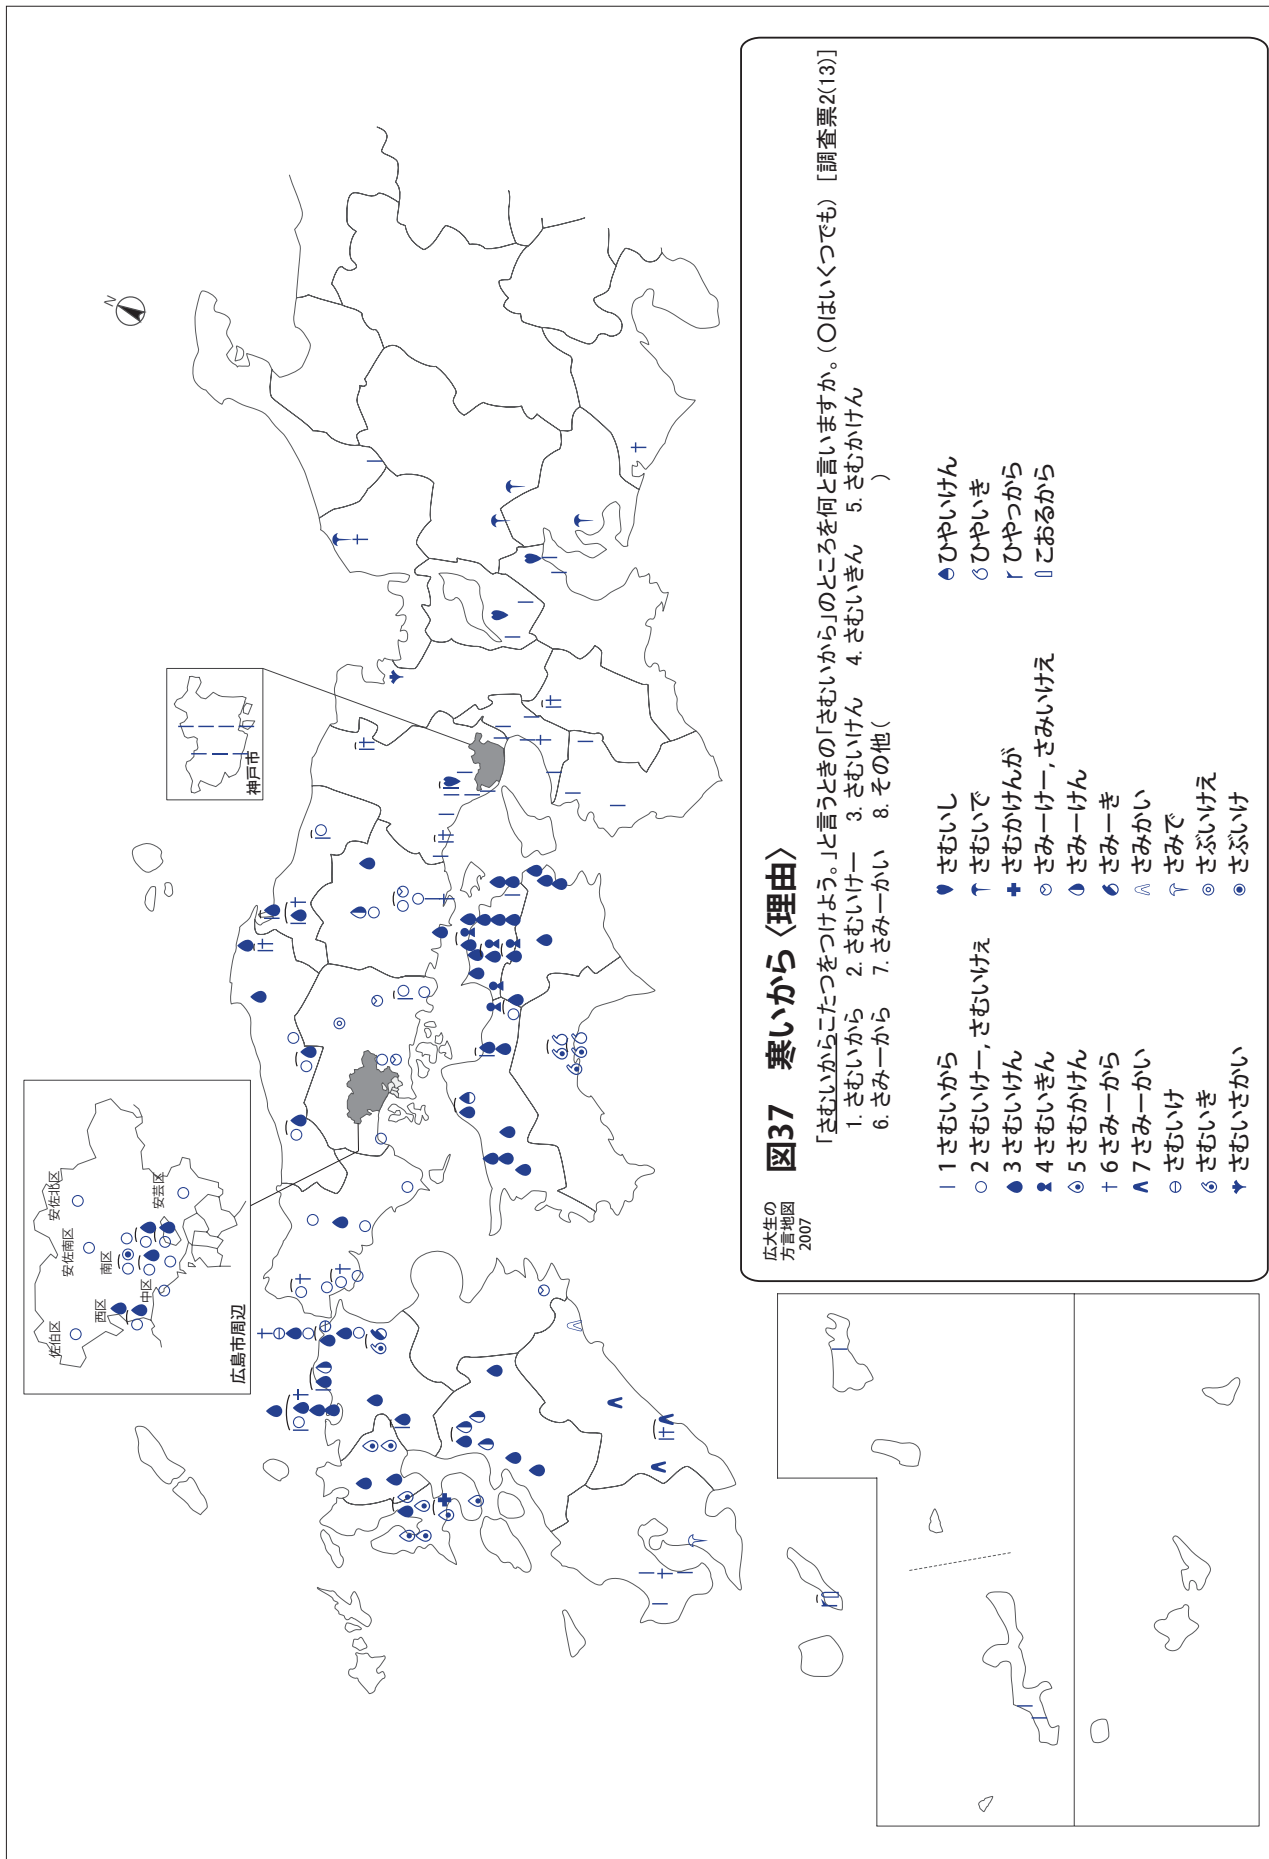 広大生の
方言地図
2007
図37 寒いから〈理由〉
「さむいからこたつをつけよう。」と言うときの「さむいから」のところを何と言いますか。(〇はいくつでも) [調査票2(13)]
1. さむいから 2. さむいけー 3. さむいけん 4. さむいきん 5. さむかけん
6. さみーから 7. さみーかい 8. その他( )
1 さむいから
2 さむいけー, さむいけぇ
3 さむいけん
4 さむいきん
5 さむかけん
6 さみーから
7 さみーかい
さむいけ
さむいき
さむいさかい
さむいし
さむいで
さむかけんが
さみーけー, さみいけぇ
さみーけん
さみーき
さみかい
さみで
さぶいけぇ
さぶいけ
ひやいけん
ひやいき
ひやっから
こおるから
広島市周辺
佐伯区
西区
中区
南区
安佐南区
安佐北区
安芸区
神戸市
N